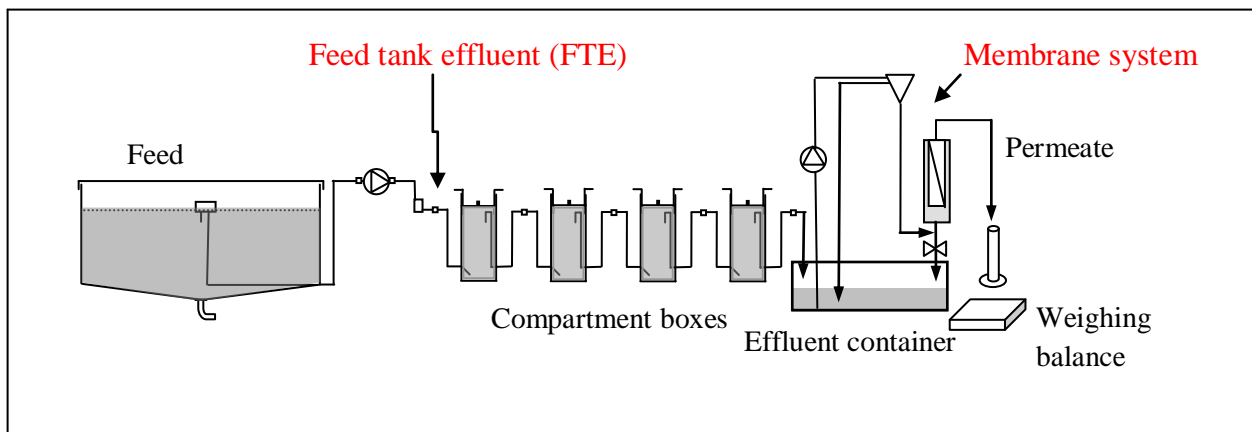 Feed tank effluent (FTE)
Membrane system
Feed
Permeate
Compartment boxes
Effluent container
Weighing
balance